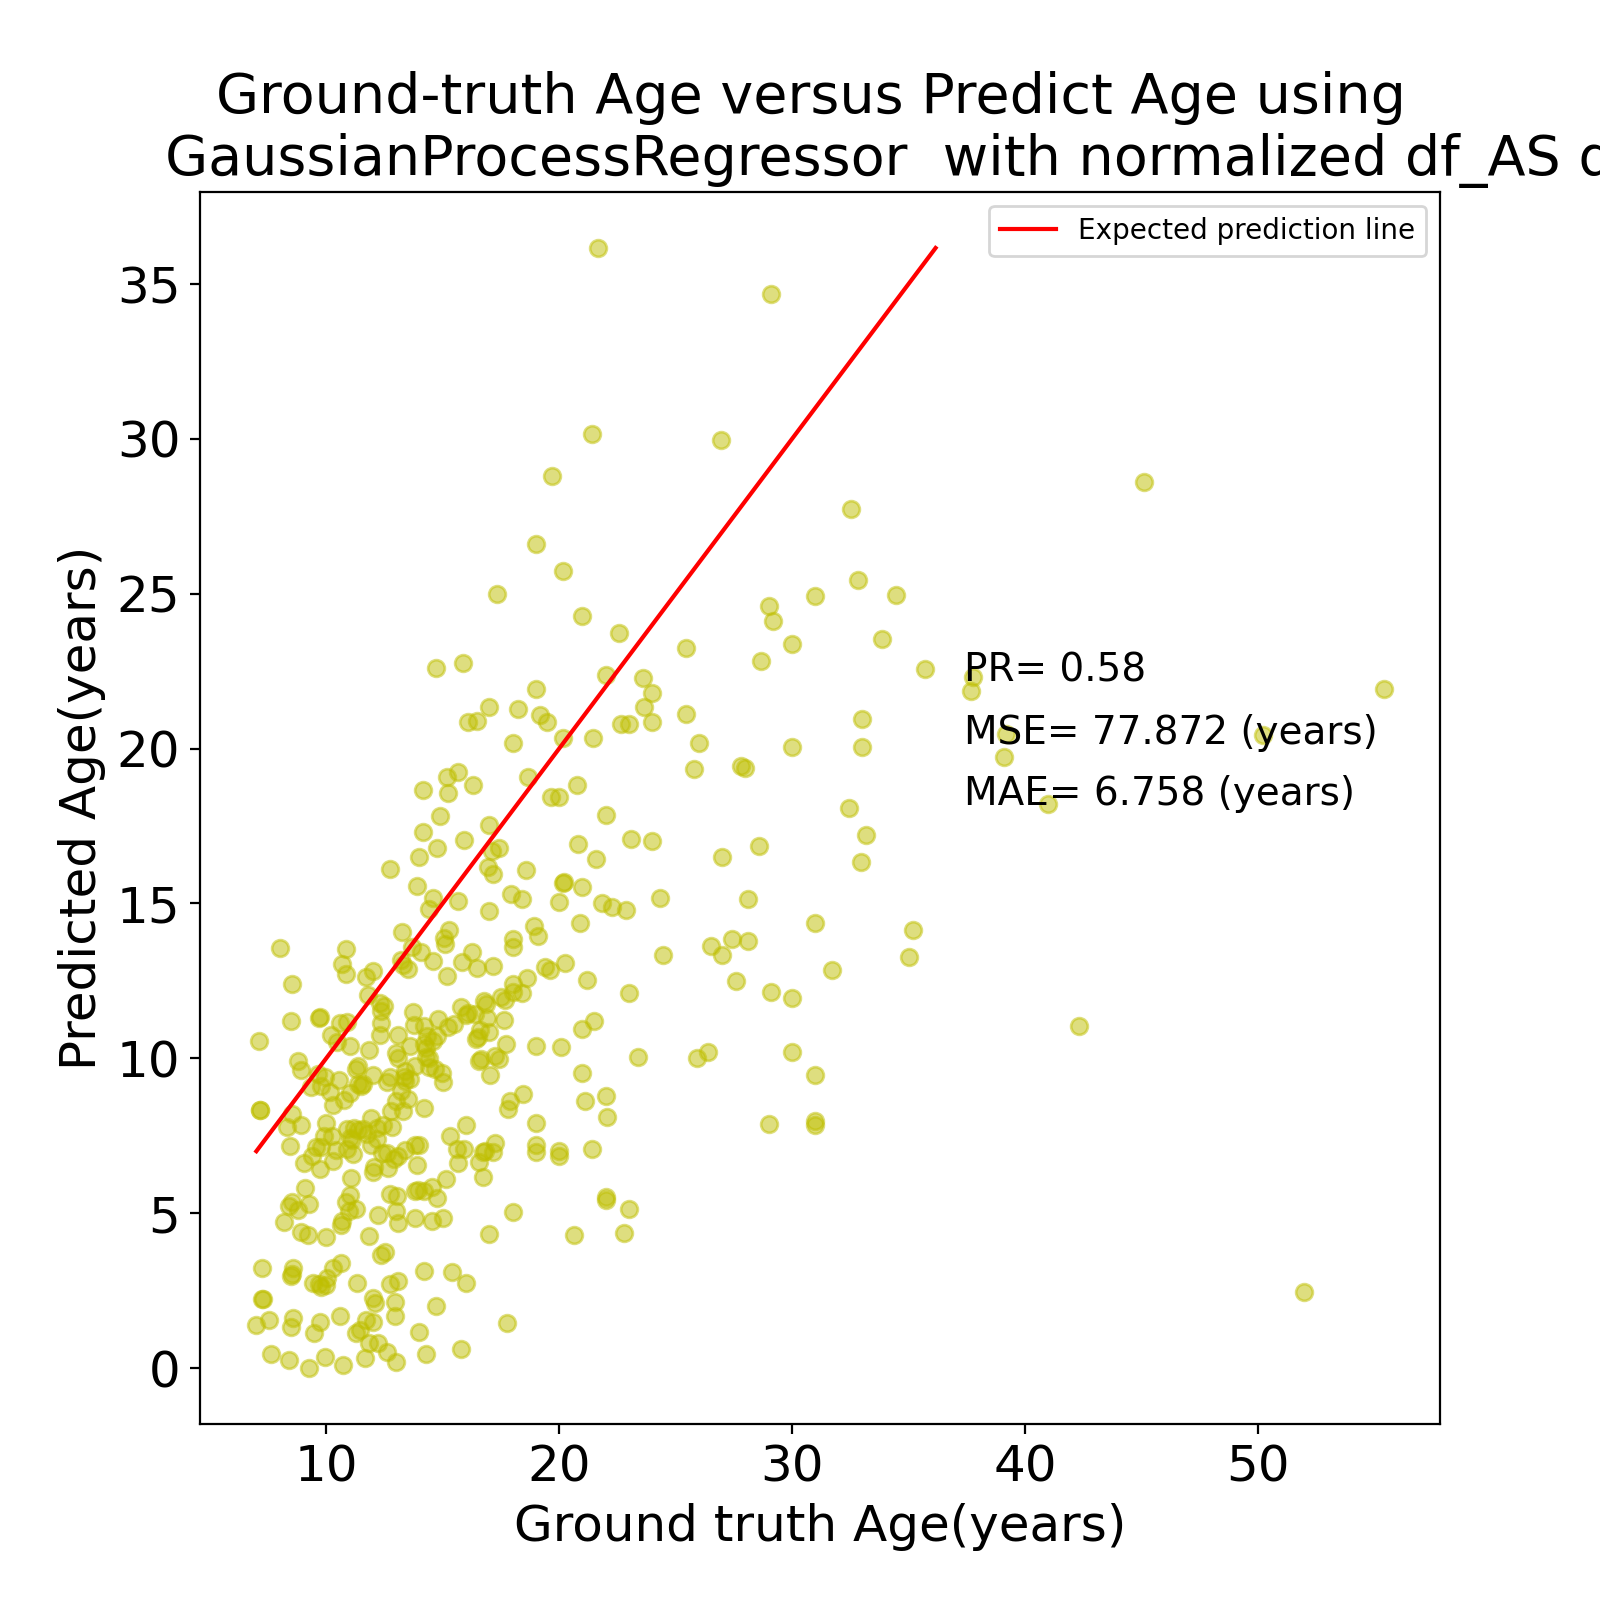 Ground-truth Age versus Predict Age using
GaussianProcessRegressor with normalized df_AS
Expected prediction line
35
30
25
20
15
10
5
0
Predicted Age(years)
PR= 0.58
MSE= 77.872 (years)
MAE= 6.758 (years)
10 20 30 40 50
Ground truth Age(years)